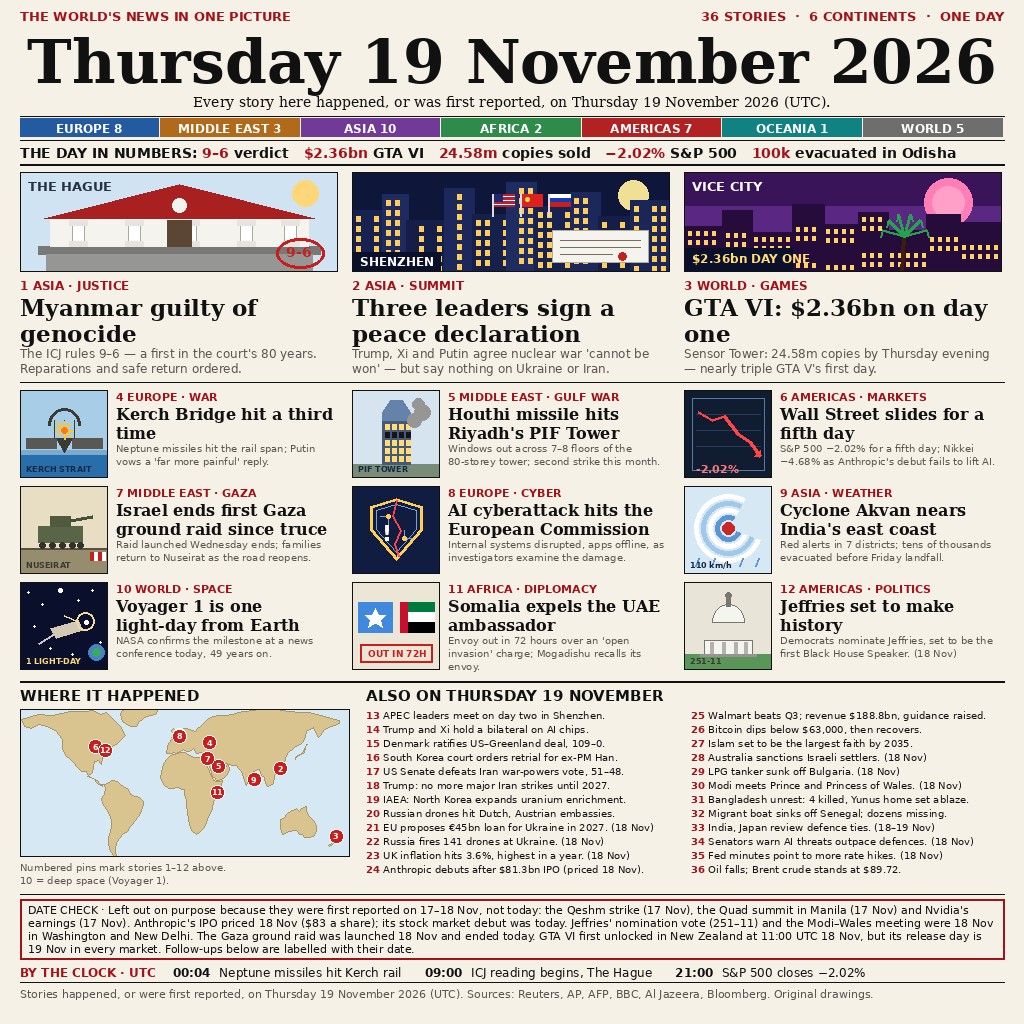 THE WORLD'S NEWS IN ONE PICTURE
36 STORIES · 6 CONTINENTS · ONE DAY
Thursday 19 November 2026
Every story here happened, or was first reported, on Thursday 19 November 2026 (UTC).
EUROPE 8
MIDDLE EAST 3
ASIA 10
AFRICA 2
AMERICAS 7
OCEANIA 1
WORLD 5
THE DAY IN NUMBERS: 9–6 verdict $2.36bn GTA VI 24.58m copies sold −2.02% S&P 500 100k evacuated in Odisha
THE HAGUE
9-6
1 ASIA · JUSTICE
Myanmar guilty of
genocide
The ICJ rules 9–6 — a first in the court's 80 years.
Reparations and safe return ordered.
SHENZHEN
2 ASIA · SUMMIT
Three leaders sign a
peace declaration
Trump, Xi and Putin agree nuclear war 'cannot be
won' — but say nothing on Ukraine or Iran.
VICE CITY
$2.36bn DAY ONE
3 WORLD · GAMES
GTA VI: $2.36bn on day
one
Sensor Tower: 24.58m copies by Thursday evening
— nearly triple GTA V's first day.
KERCH STRAIT
4 EUROPE · WAR
Kerch Bridge hit a third
time
Neptune missiles hit the rail span; Putin
vows a 'far more painful' reply.
PIF TOWER
5 MIDDLE EAST · GULF WAR
Houthi missile hits
Riyadh's PIF Tower
Windows out across 7–8 floors of the
80-storey tower; second strike this month.
-2.02%
6 AMERICAS · MARKETS
Wall Street slides for a
fifth day
S&P 500 −2.02% for a fifth day; Nikkei
−4.68% as Anthropic's debut fails to lift AI.
NUSEIRAT
7 MIDDLE EAST · GAZA
Israel ends first Gaza
ground raid since truce
Raid launched Wednesday ends; families
return to Nuseirat as the road reopens.
!
8 EUROPE · CYBER
AI cyberattack hits the
European Commission
Internal systems disrupted, apps offline, as
investigators examine the damage.
140 km/h
9 ASIA · WEATHER
Cyclone Akvan nears
India's east coast
Red alerts in 7 districts; tens of thousands
evacuated before Friday landfall.
1 LIGHT-DAY
10 WORLD · SPACE
Voyager 1 is one
light-day from Earth
NASA confirms the milestone at a news
conference today, 49 years on.
OUT IN 72H
11 AFRICA · DIPLOMACY
Somalia expels the UAE
ambassador
Envoy out in 72 hours over an 'open
invasion' charge; Mogadishu recalls its
envoy.
251-11
12 AMERICAS · POLITICS
Jeffries set to make
history
Democrats nominate Jeffries, set to be the
first Black House Speaker. (18 Nov)
WHERE IT HAPPENED
6
12
8
4
7
5
9
2
11
3
Numbered pins mark stories 1–12 above.
10 = deep space (Voyager 1).
ALSO ON THURSDAY 19 NOVEMBER
13 APEC leaders meet on day two in Shenzhen.
14 Trump and Xi hold a bilateral on AI chips.
15 Denmark ratifies US–Greenland deal, 109–0.
16 South Korea court orders retrial for ex-PM Han.
17 US Senate defeats Iran war-powers vote, 51–48.
18 Trump: no more major Iran strikes until 2027.
19 IAEA: North Korea expands uranium enrichment.
20 Russian drones hit Dutch, Austrian embassies.
21 EU proposes €45bn loan for Ukraine in 2027. (18 Nov)
22 Russia fires 141 drones at Ukraine. (18 Nov)
23 UK inflation hits 3.6%, highest in a year. (18 Nov)
24 Anthropic debuts after $81.3bn IPO (priced 18 Nov).
25 Walmart beats Q3; revenue $188.8bn, guidance raised.
26 Bitcoin dips below $63,000, then recovers.
27 Islam set to be the largest faith by 2035.
28 Australia sanctions Israeli settlers. (18 Nov)
29 LPG tanker sunk off Bulgaria. (18 Nov)
30 Modi meets Prince and Princess of Wales. (18 Nov)
31 Bangladesh unrest: 4 killed, Yunus home set ablaze.
32 Migrant boat sinks off Senegal; dozens missing.
33 India, Japan review defence ties. (18–19 Nov)
34 Senators warn AI threats outpace defences. (18 Nov)
35 Fed minutes point to more rate hikes. (18 Nov)
36 Oil falls; Brent crude stands at $89.72.
DATE CHECK · Left out on purpose because they were first reported on 17–18 Nov, not today: the Qeshm strike (17 Nov), the Quad summit in Manila (17 Nov) and Nvidia's
earnings (17 Nov). Anthropic's IPO priced 18 Nov ($83 a share); its stock market debut was today. Jeffries' nomination vote (251–11) and the Modi–Wales meeting were 18 Nov
in Washington and New Delhi. The Gaza ground raid was launched 18 Nov and ended today. GTA VI first unlocked in New Zealand at 11:00 UTC 18 Nov, but its release day is
19 Nov in every market. Follow-ups below are labelled with their date.
BY THE CLOCK · UTC 00:04 Neptune missiles hit Kerch rail 09:00 ICJ reading begins, The Hague 21:00 S&P 500 closes −2.02%
Stories happened, or were first reported, on Thursday 19 November 2026 (UTC). Sources: Reuters, AP, AFP, BBC, Al Jazeera, Bloomberg. Original drawings.